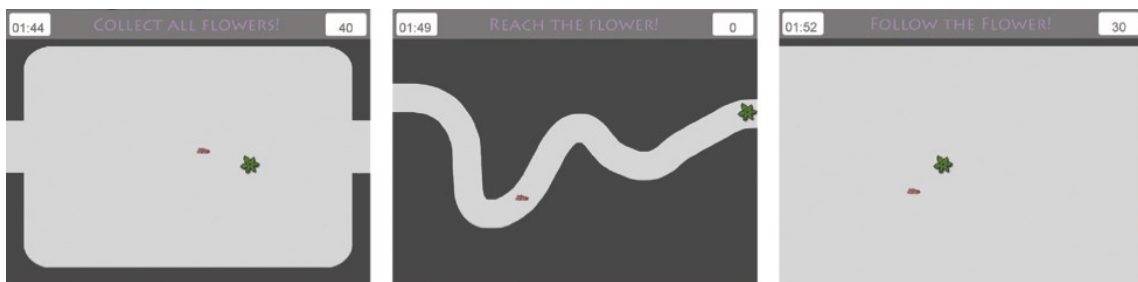 01:44 COLLECT ALL FLOWERS! 40
01:49 REACH THE FLOWER! 0
01:52 FOLLOW THE FLOWER! 30